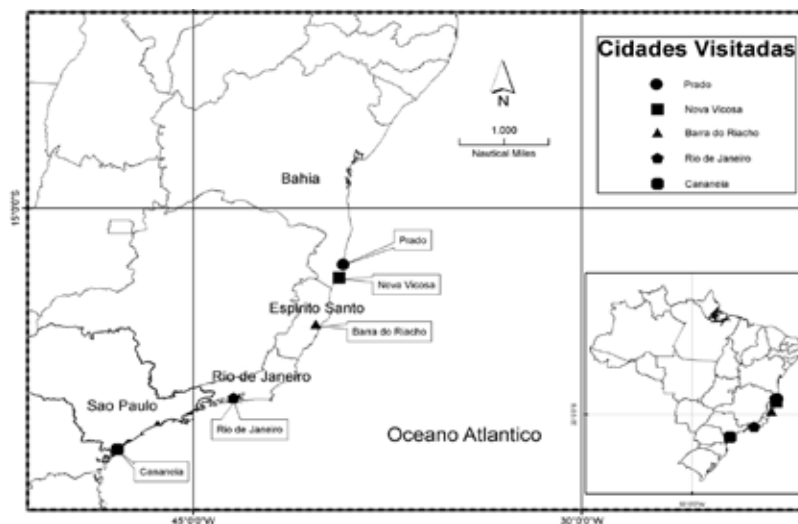 Cidades Visitadas
Prado
Nova Vicosa
Barra do Riacho
Rio de Janeiro
Cananeia
N
1.000
Nautical Miles
Bahia
15°0'0"S
Prado
Nova Vicosa
Espirito Santo
Barra do Riacho
Rio de Janeiro
Sao Paulo
Rio de Janeiro
Oceano Atlantico
Cananeia
45°0'0"W
30°0'0"W